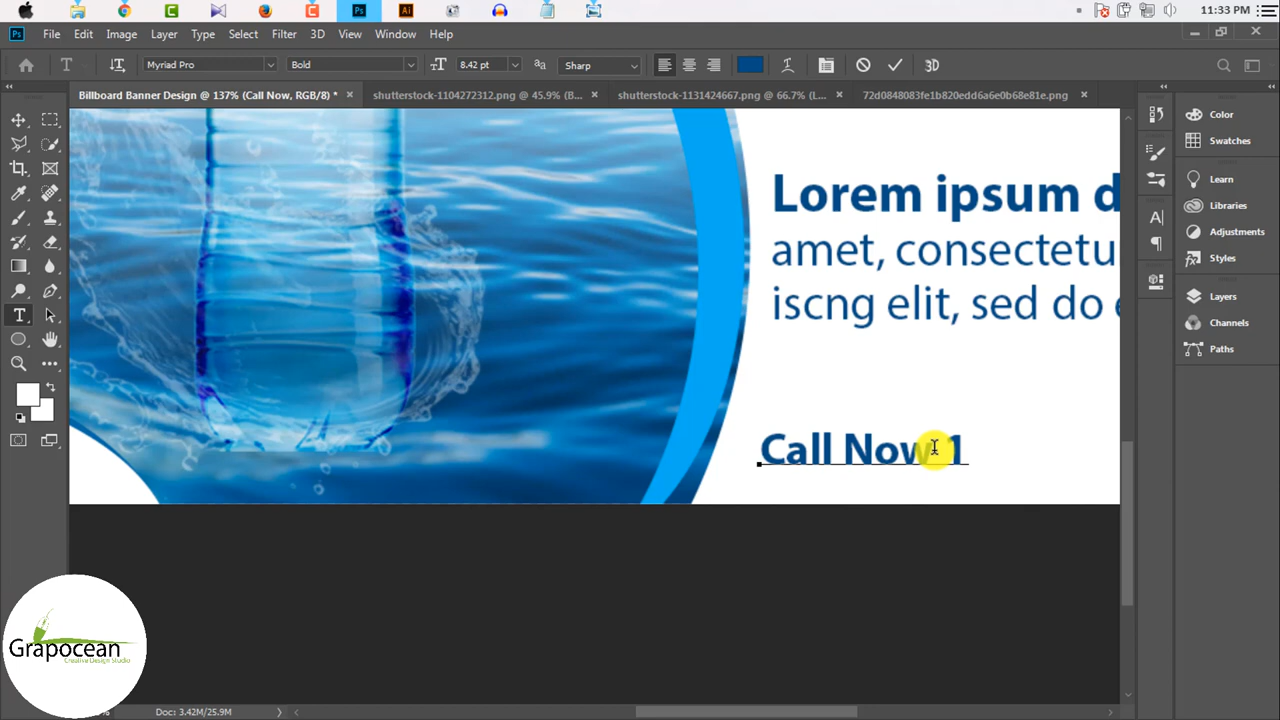 11:33 PM
Ps File Edit Image Layer Type Select Filter 3D View Window Help
T Myriad Pro Bold 8.42 pt Sharp 3D
Billboard Banner Design @ 137% (Call Now, RGB/8) * shutterstock-1104272312.png @ 45.9% (B... shutterstock-1131424667.png @ 66.7% (L... 72d0848083fe1b820edd6a6e0b68e81e.png
Color
Swatches
Learn
Libraries
Adjustments
Styles
Layers
Channels
Paths
Lorem ipsum d
amet, consectetu
iscng elit, sed do e
Call Now 1
Grapocean
Creative Design Studio
Doc: 3.42M/25.9M